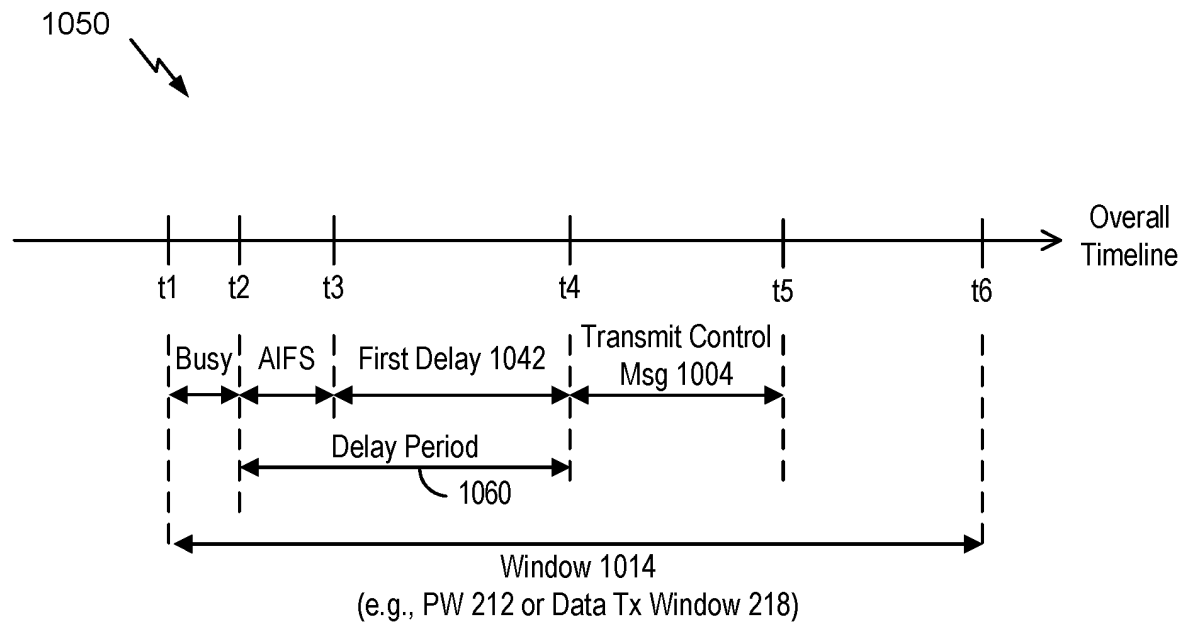 1050
Overall
Timeline
t1 t2 t3 t4 t5 t6
Busy AIFS First Delay 1042 Transmit Control
Msg 1004
Delay Period
1060
Window 1014
(e.g., PW 212 or Data Tx Window 218)